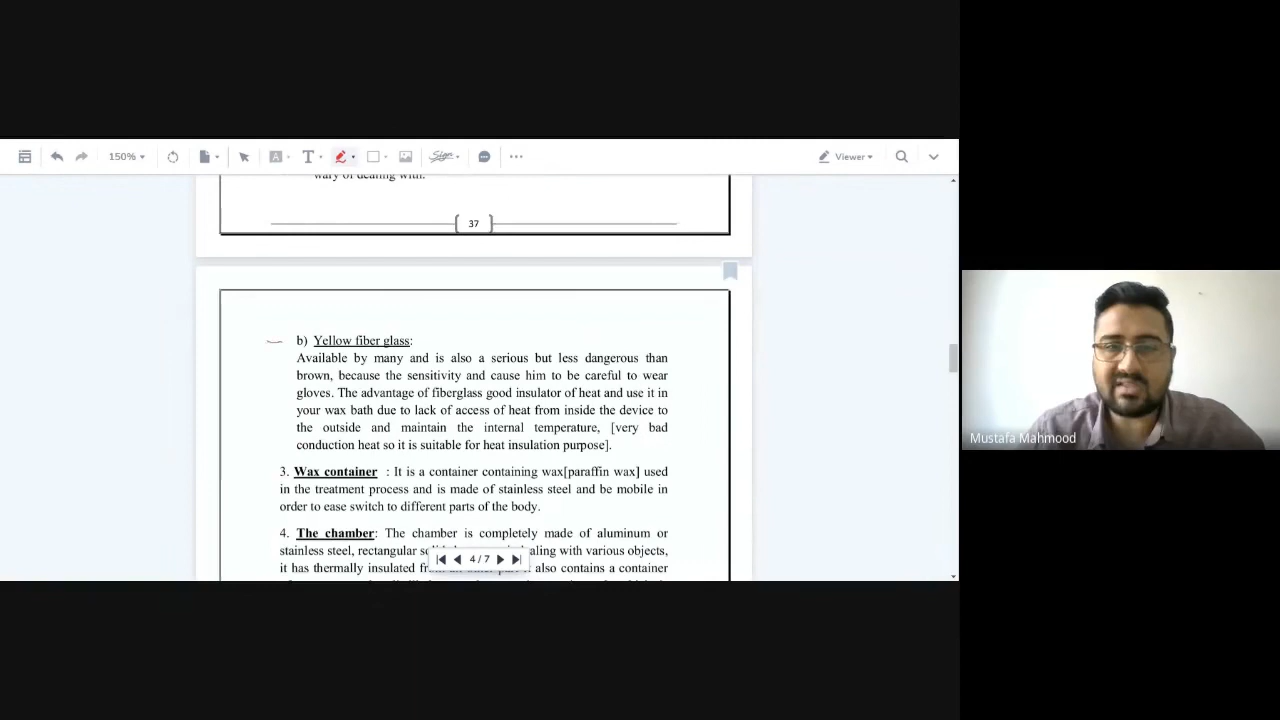 150%
T
Sign
Viewer
wary of dealing with.
37
b) Yellow fiber glass:
Available by many and is also a serious but less dangerous than
brown, because the sensitivity and cause him to be careful to wear
gloves. The advantage of fiberglass good insulator of heat and use it in
your wax bath due to lack of access of heat from inside the device to
the outside and maintain the internal temperature, [very bad
conduction heat so it is suitable for heat insulation purpose].
3. Wax container : It is a container containing wax[paraffin wax] used
in the treatment process and is made of stainless steel and be mobile in
order to ease switch to different parts of the body.
4. The chamber: The chamber is completely made of aluminum or
stainless steel, rectangular aling with various objects,
it has thermally insulated also contains a container
4 / 7
Mustafa Mahmood